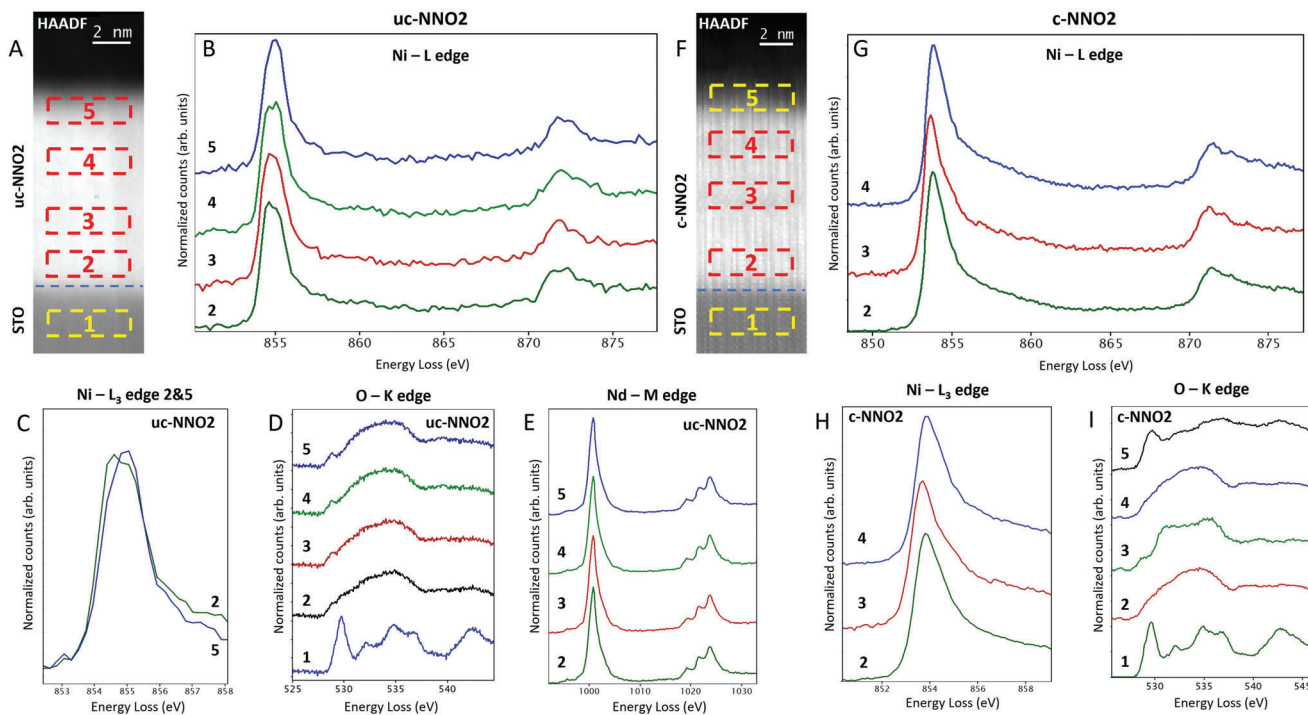 uc-NNO2
c-NNO2
A
HAADF
2 nm
5
4
3
2
1
uc-NNO2
STO
B
Ni – L edge
5
4
3
2
Normalized counts (arb. units)
855 860 865 870 875
Energy Loss (eV)
F
HAADF
2 nm
5
4
3
2
1
c-NNO2
STO
G
Ni – L edge
4
3
2
Normalized counts (arb. units)
850 855 860 865 870 875
Energy Loss (eV)
Ni – L3 edge 2&5
C
uc-NNO2
2
5
Normalized counts (arb. units)
853 854 855 856 857 858
Energy Loss (eV)
O – K edge
D
uc-NNO2
5
4
3
2
1
Normalized counts (arb. units)
525 530 535 540
Energy Loss (eV)
Nd – M edge
E
uc-NNO2
5
4
3
2
Normalized counts (arb. units)
1000 1010 1020 1030
Energy Loss (eV)
Ni – L3 edge
H
c-NNO2
4
3
2
Normalized counts (arb. units)
852 854 856 858
Energy Loss (eV)
O – K edge
I
c-NNO2
5
4
3
2
1
Normalized counts (arb. units)
530 535 540 545
Energy Loss (eV)